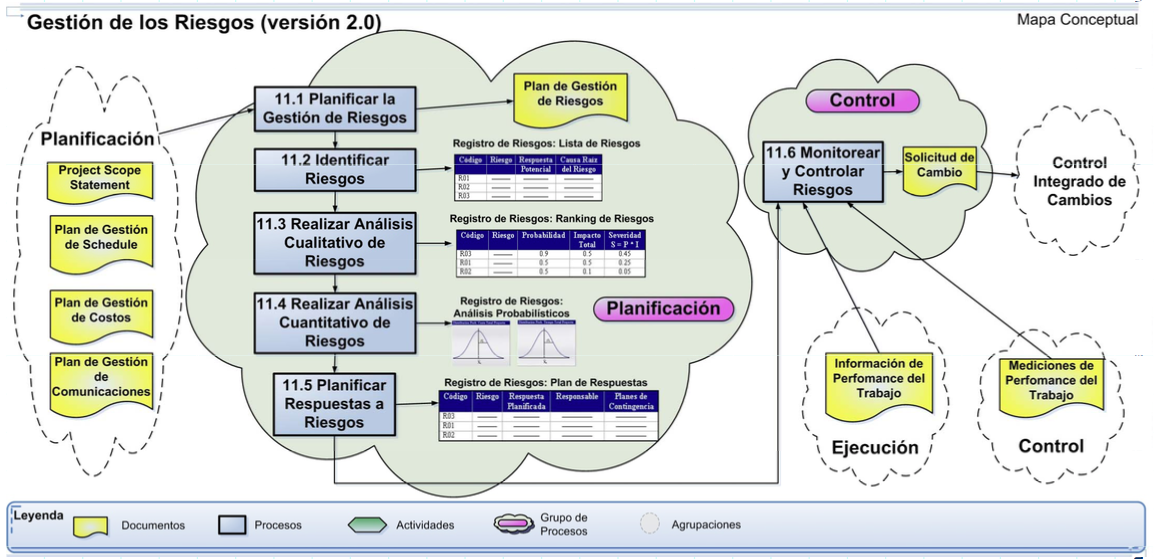 Gestión de los Riesgos (versión 2.0)
Mapa Conceptual
Planificación
Project Scope
Statement
Plan de Gestión
de Schedule
Plan de Gestión
de Costos
Plan de Gestión
de
Comunicaciones
11.1 Planificar la
Gestión de Riesgos
Plan de Gestión
de Riesgos
11.2 Identificar
Riesgos
Registro de Riesgos: Lista de Riesgos
Código Riesgo Respuesta Causa Raiz
Potencial del Riesgo
R01
R02
R03
11.3 Realizar Análisis
Cualitativo de
Riesgos
Registro de Riesgos: Ranking de Riesgos
Código Riesgo Probabilidad Impacto Severidad
Total S = P * I
R03 0.9 0.5 0.45
R01 0.5 0.5 0.25
R02 0.5 0.1 0.05
11.4 Realizar Análisis
Cuantitativo de
Riesgos
Registro de Riesgos:
Análisis Probabilísticos
Planificación
11.5 Planificar
Respuestas a
Riesgos
Registro de Riesgos: Plan de Respuestas
Código Riesgo Respuesta Responsable Planes de
Planificada Contingencia
R03
R01
R02
Control
11.6 Monitorear
y Controlar
Riesgos
Solicitud de
Cambio
Control
Integrado de
Cambios
Información de
Perfomance del
Trabajo
Ejecución
Mediciones de
Perfomance del
Trabajo
Control
Leyenda
Documentos
Procesos
Actividades
Grupo de
Procesos
Agrupaciones